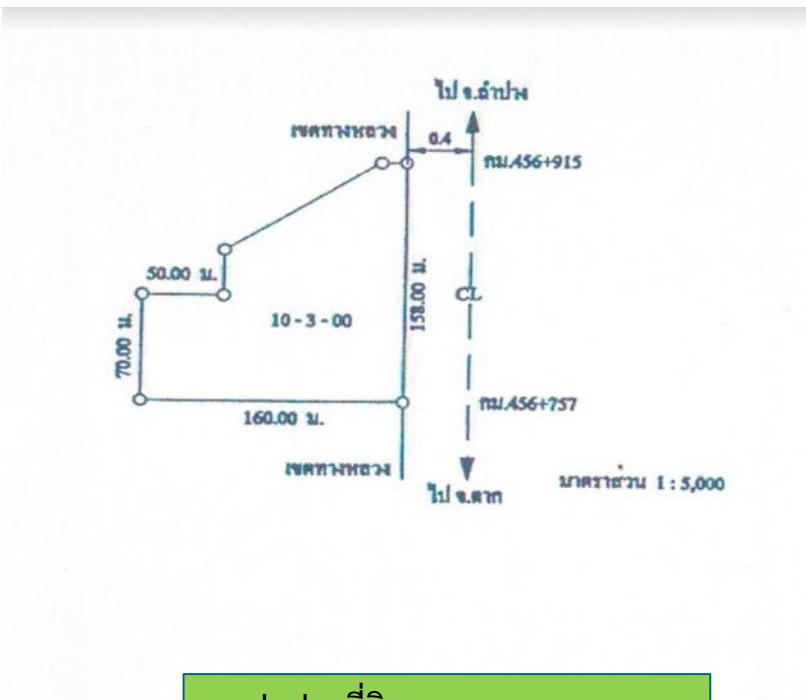 ไป จ.ลำปาง
เขตทางหลวง
0.4
กม.456+915
50.00 ม.
158.00 ม.
CL
10-3-00
70.00 ม.
กม.456+757
160.00 ม.
เขตทางหลวง
มาตราส่วน 1:5,000
ไป จ.ตาก